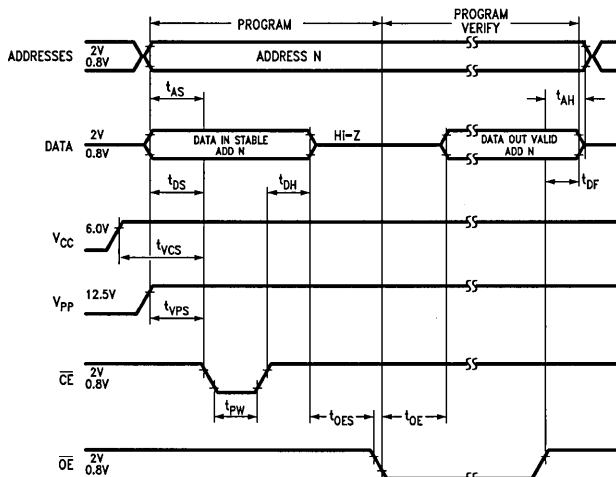 PROGRAM
PROGRAM
VERIFY
ADDRESSES
2V
0.8V
ADDRESS N
tAS
tAH
DATA
2V
0.8V
DATA IN STABLE
ADD N
Hi-Z
DATA OUT VALID
ADD N
tDS
tDH
tDF
VCC
6.0V
tVCS
VPP
12.5V
tVPS
CE
2V
0.8V
tPW
tOES
tOE
OE
2V
0.8V